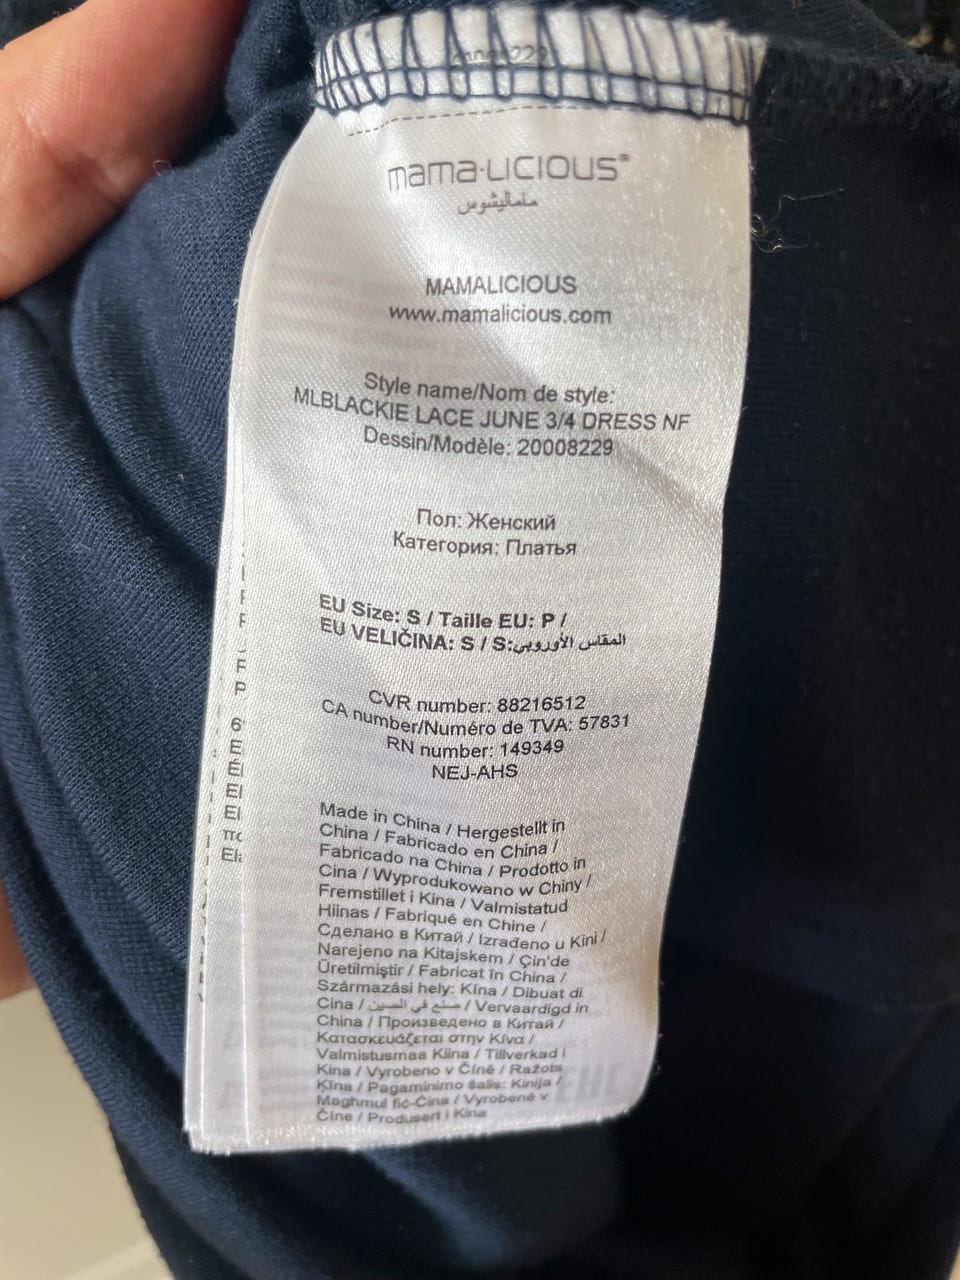 mama·licious®
ماماليشوس
MAMALICIOUS
www.mamalicious.com
Style name/Nom de style:
MLBLACKIE LACE JUNE 3/4 DRESS NF
Dessin/Modèle: 20008229
Пол: Женский
Категория: Платья
EU Size: S / Taille EU: P /
EU VELIČINA: S / S:المقاس الأوروبي
CVR number: 88216512
CA number/Numéro de TVA: 57831
RN number: 149349
NEJ-AHS
Made in China / Hergestellt in
China / Fabricado en China /
Fabricado na China / Prodotto in
Cina / Wyprodukowano w Chiny /
Fremstillet i Kina / Valmistatud
Hiinas / Fabriqué en Chine /
Сделано в Китай / Izrađeno u Kini /
Narejeno na Kitajskem / Çin'de
Üretilmiştir / Fabricat în China /
Származási hely: Kína / Dibuat di
Cina / صنع في الصين / Vervaardigd in
China / Произведено в Китай /
Κατασκευάζεται στην Κίνα /
Valmistusmaa Kiina / Tillverkad i
Kina / Vyrobeno v Číně / Ražots
Ķīna / Pagaminimo šalis: Kinija /
Maghmul fiċ-Ċina / Vyrobené v
Číne / Produsert i Kina